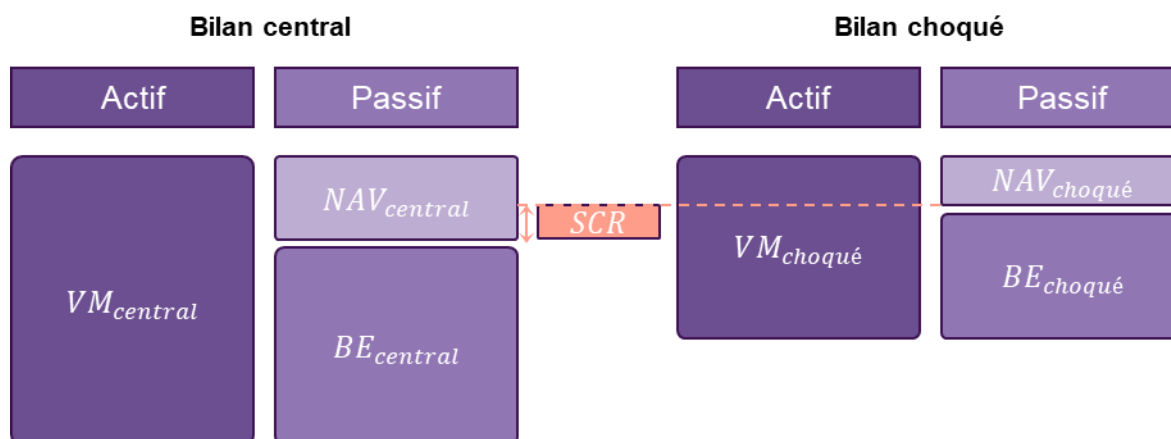 Bilan central
Bilan choqué
Actif
Passif
Actif
Passif
NAV_central
NAV_choqué
SCR
VM_choqué
VM_central
BE_choqué
BE_central